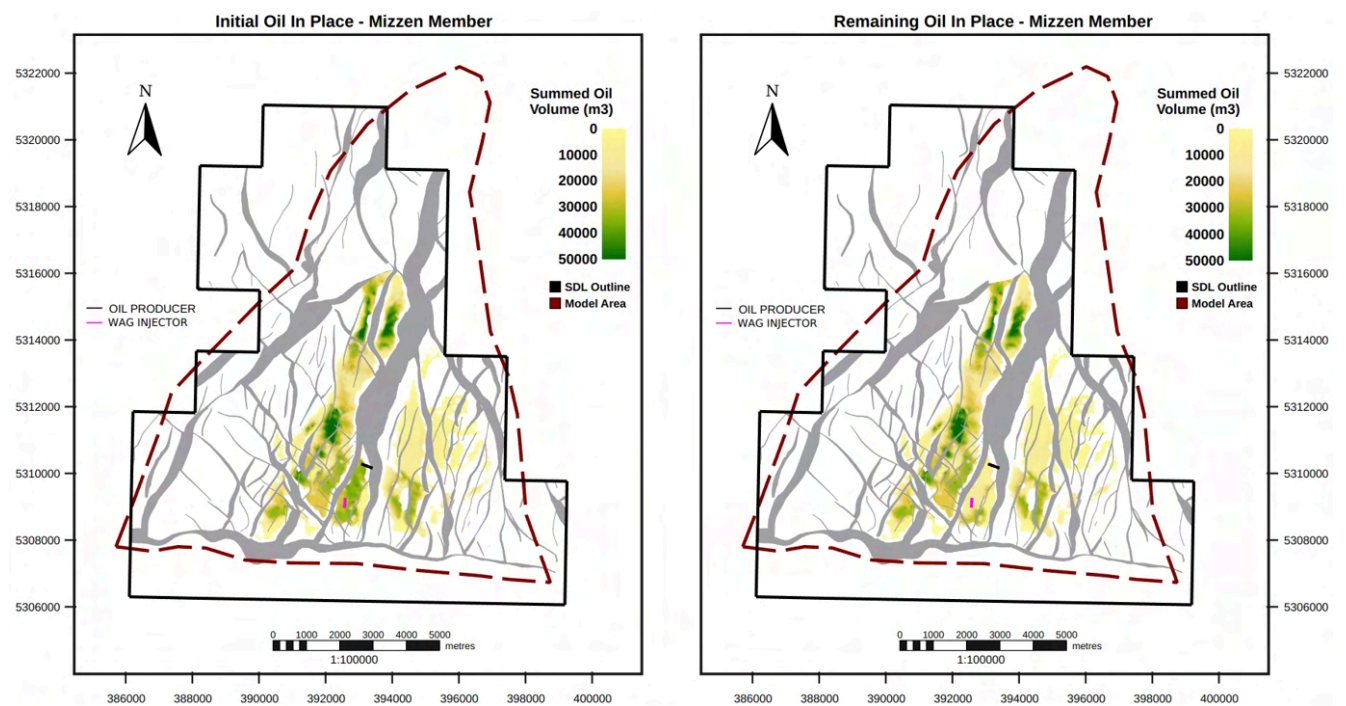 Initial Oil In Place - Mizzen Member
5322000
5320000
5318000
5316000
5314000
5312000
5310000
5308000
5306000
N
Summed Oil
Volume (m3)
0
10000
20000
30000
40000
50000
SDL Outline
Model Area
OIL PRODUCER
WAG INJECTOR
0 1000 2000 3000 4000 5000
metres
1:100000
386000 388000 390000 392000 394000 396000 398000 400000
Remaining Oil In Place - Mizzen Member
N
Summed Oil
Volume (m3)
0
10000
20000
30000
40000
50000
SDL Outline
Model Area
OIL PRODUCER
WAG INJECTOR
0 1000 2000 3000 4000 5000
metres
1:100000
5322000
5320000
5318000
5316000
5314000
5312000
5310000
5308000
5306000
386000 388000 390000 392000 394000 396000 398000 400000